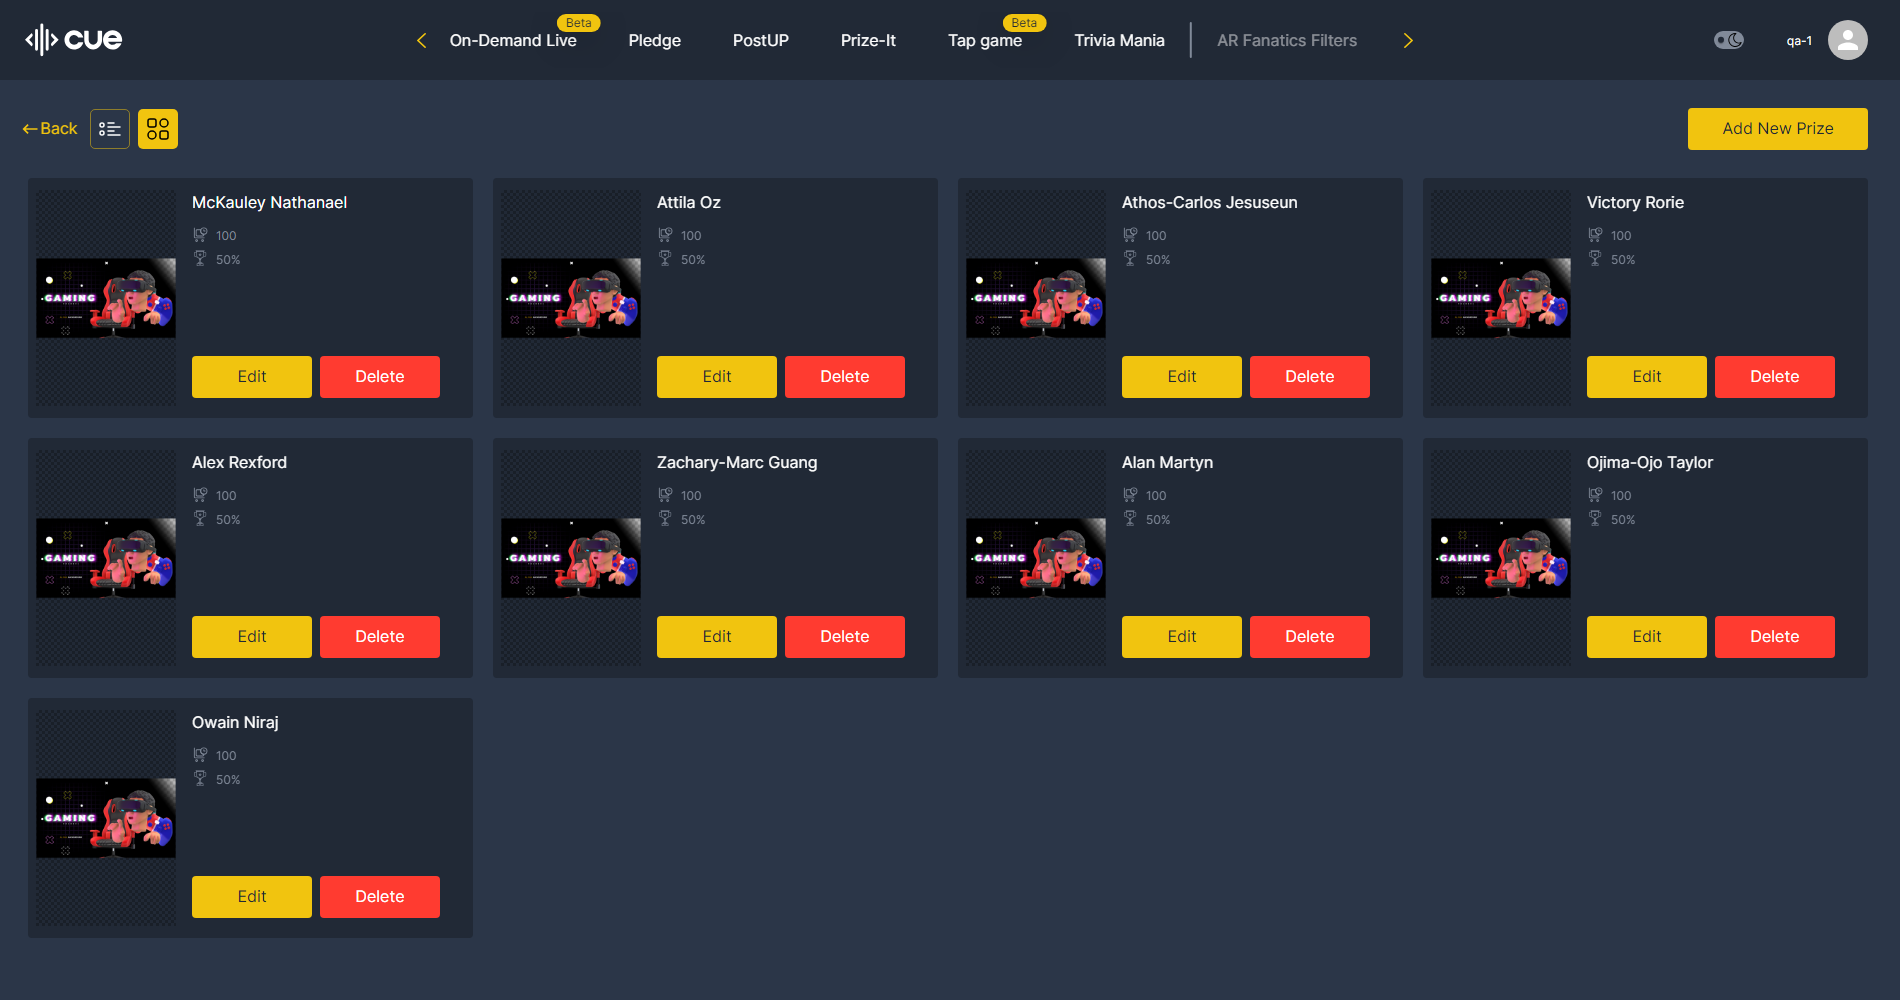 cue
On-Demand Live
Beta
Pledge
PostUP
Prize-It
Tap game
Beta
Trivia Mania
AR Fanatics Filters
qa-1
Back
Add New Prize
McKauley Nathanael
100
50%
GAMING
Edit
Delete
Attila Oz
100
50%
GAMING
Edit
Delete
Athos-Carlos Jesuseun
100
50%
GAMING
Edit
Delete
Victory Rorie
100
50%
GAMING
Edit
Delete
Alex Rexford
100
50%
GAMING
Edit
Delete
Zachary-Marc Guang
100
50%
GAMING
Edit
Delete
Alan Martyn
100
50%
GAMING
Edit
Delete
Ojima-Ojo Taylor
100
50%
GAMING
Edit
Delete
Owain Niraj
100
50%
GAMING
Edit
Delete